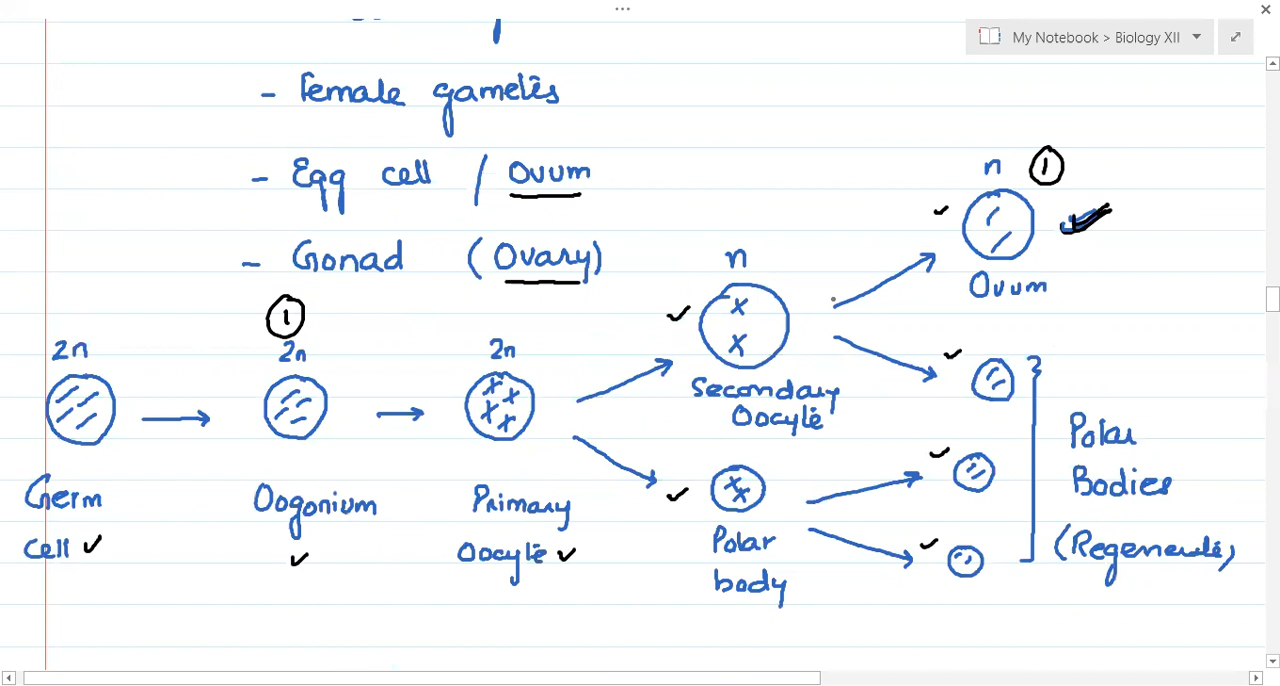 My Notebook > Biology XII
- Female gametes
- Egg cell / Ovum
- Gonad (Ovary)
n 1
Ovum
n
Secondary
Oocyte
1
2n 2n 2n
Germ
cell
Oogonium
Primary
Oocyte
Polar
body
Polar
Bodies
(Regenerates)